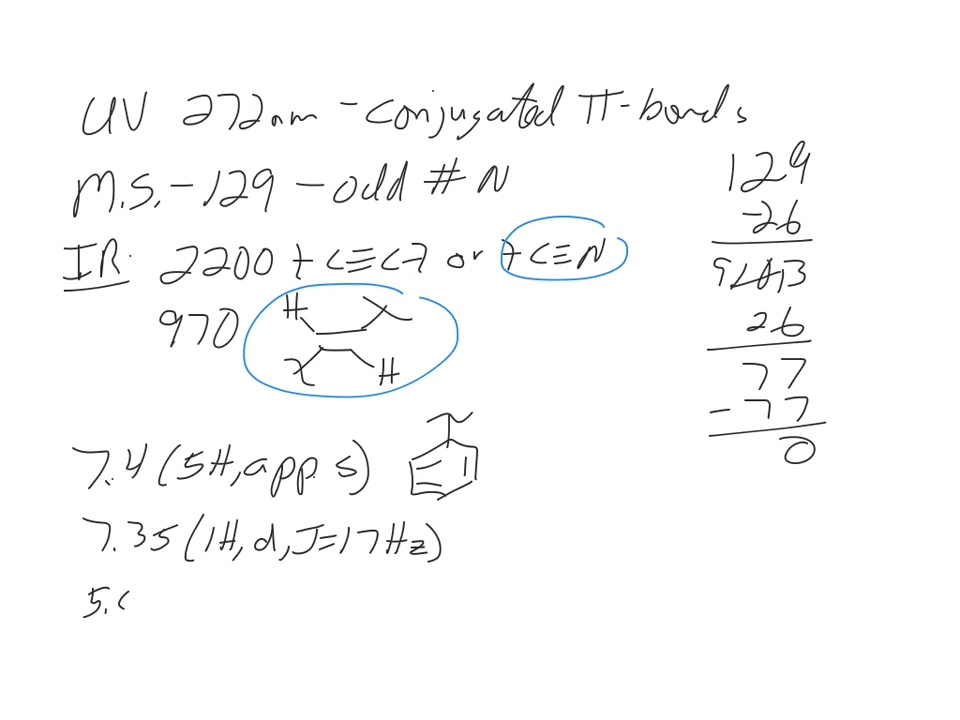 UV 272nm - conjugated π-bonds
M.S. - 129 - odd # N
IR: 2200 +C≡C+ or +C≡N
970 H X
X H
7.4 (5H, app s)
7.35 (1H, d, J=17Hz)
129
-26
103
26
77
-77
0